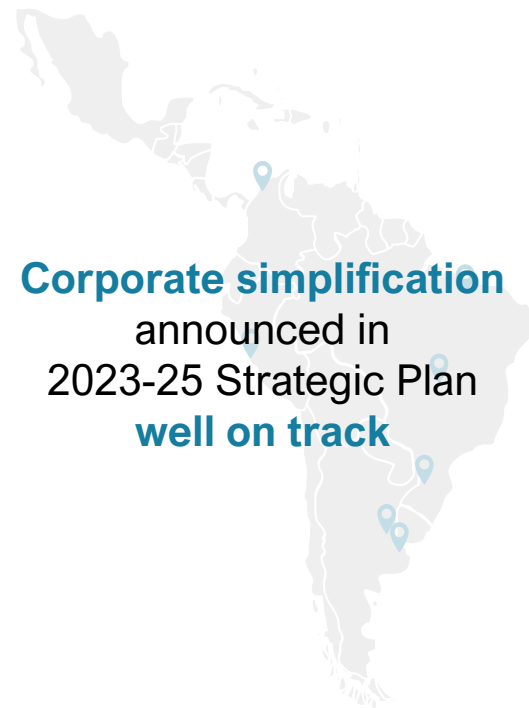 Corporate simplification
announced in
2023-25 Strategic Plan
well on track